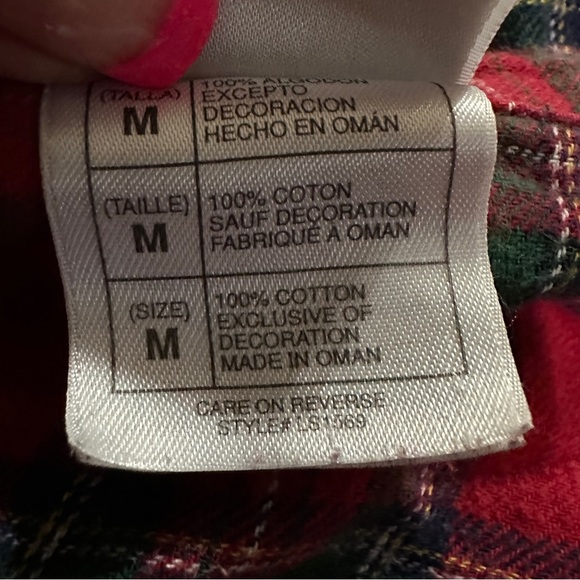 (TALLA)
M
100% ALGODON
EXCEPTO
DECORACION
HECHO EN OMÁN
(TAILLE)
M
100% COTON
SAUF DECORATION
FABRIQUÉ À OMAN
(SIZE)
M
100% COTTON
EXCLUSIVE OF
DECORATION
MADE IN OMAN
CARE ON REVERSE
STYLE# LS1569